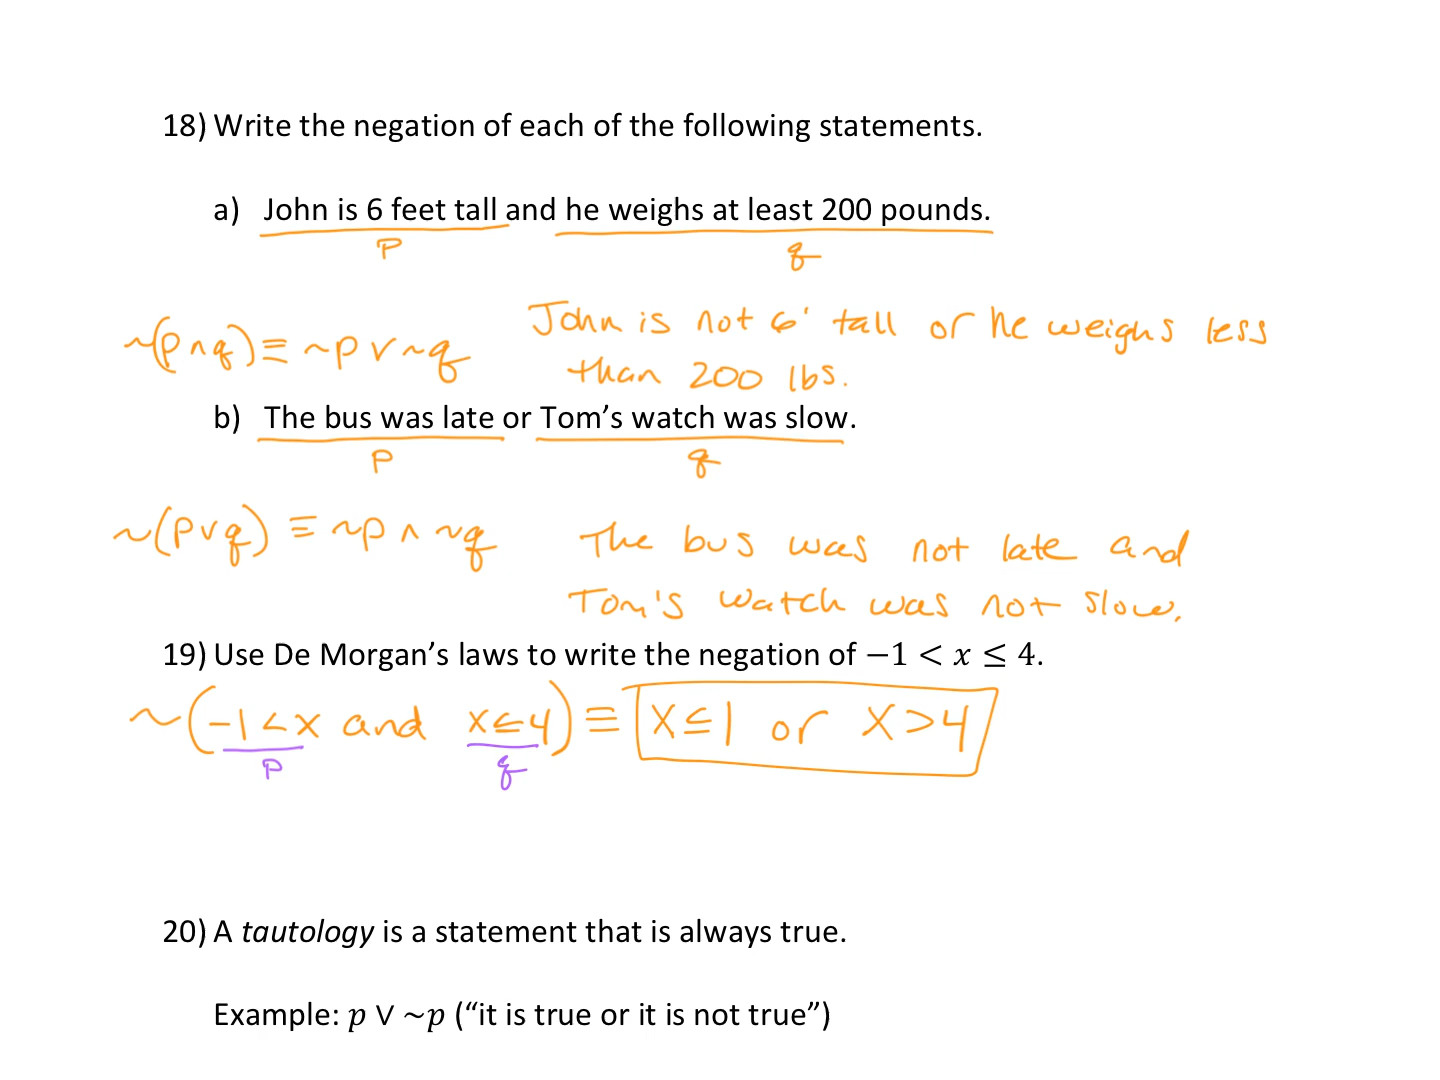 18) Write the negation of each of the following statements.
a) John is 6 feet tall and he weighs at least 200 pounds.
p q
~(p ∧ q) ≡ ~p ∨ ~q John is not 6' tall or he weighs less
than 200 lbs.
b) The bus was late or Tom’s watch was slow.
p q
~(p ∨ q) ≡ ~p ∧ ~q The bus was not late and
Tom's watch was not slow.
19) Use De Morgan’s laws to write the negation of −1 < x ≤ 4.
~(-1 < x and x ≤ 4) ≡ x ≤ 1 or x > 4
p q
20) A tautology is a statement that is always true.
Example: p ∨ ~p (“it is true or it is not true”)